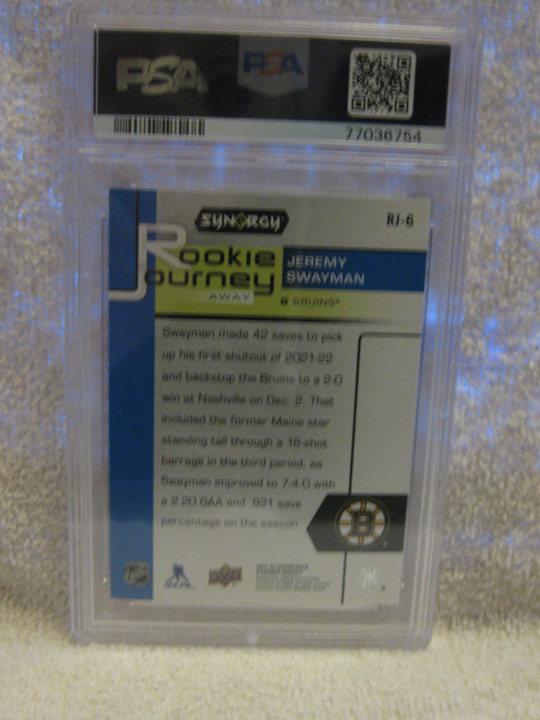 PSA PSA
77036754
SYNERGY
RJ-6
Rookie
Journey
AWAY
JEREMY
SWAYMAN
B BRUINS
Swayman made 42 saves to pick
up his first shutout of 2021-22
and backstop the Bruins to a 2-0
win at Nashville on Dec. 2. That
included the former Maine star
standing tall through a 16-shot
barrage in the third period, as
Swayman improved to 7-4-0 with
a 2.20 GAA and .921 save
percentage on the season.
B
NHL